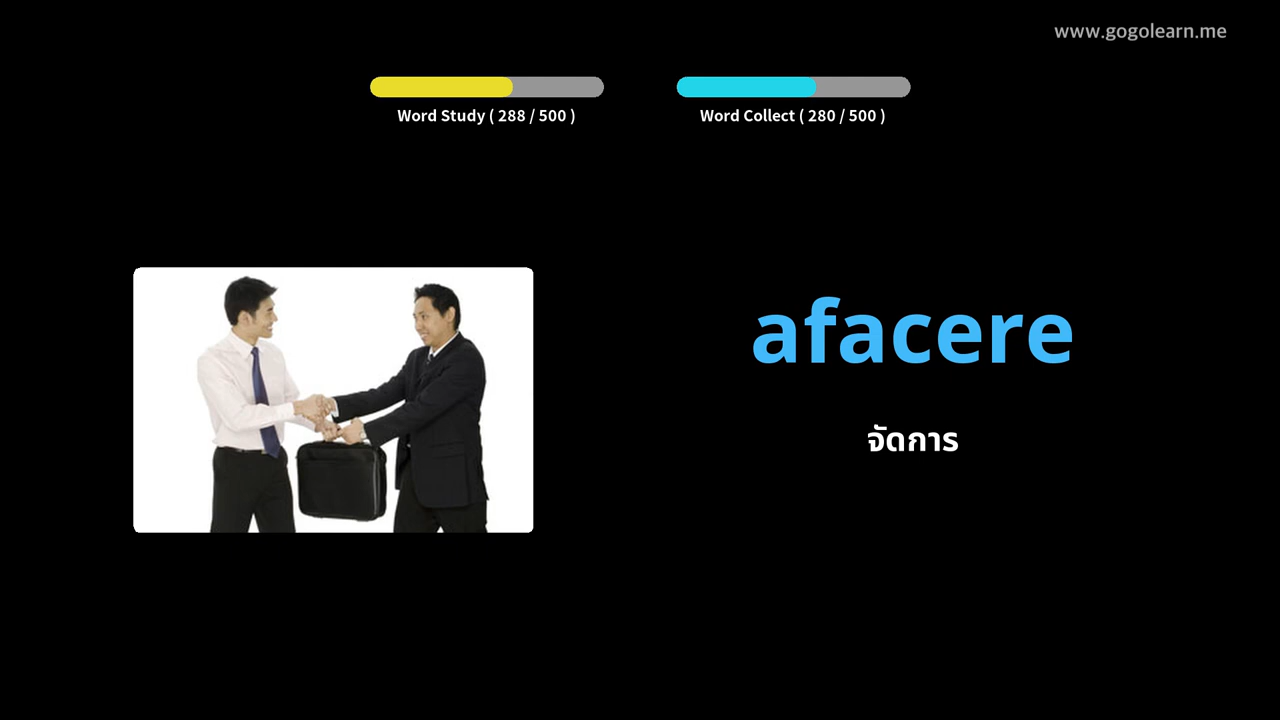 www.gogolearn.me
Word Study ( 288 / 500 )
Word Collect ( 280 / 500 )
afacere
จัดการ